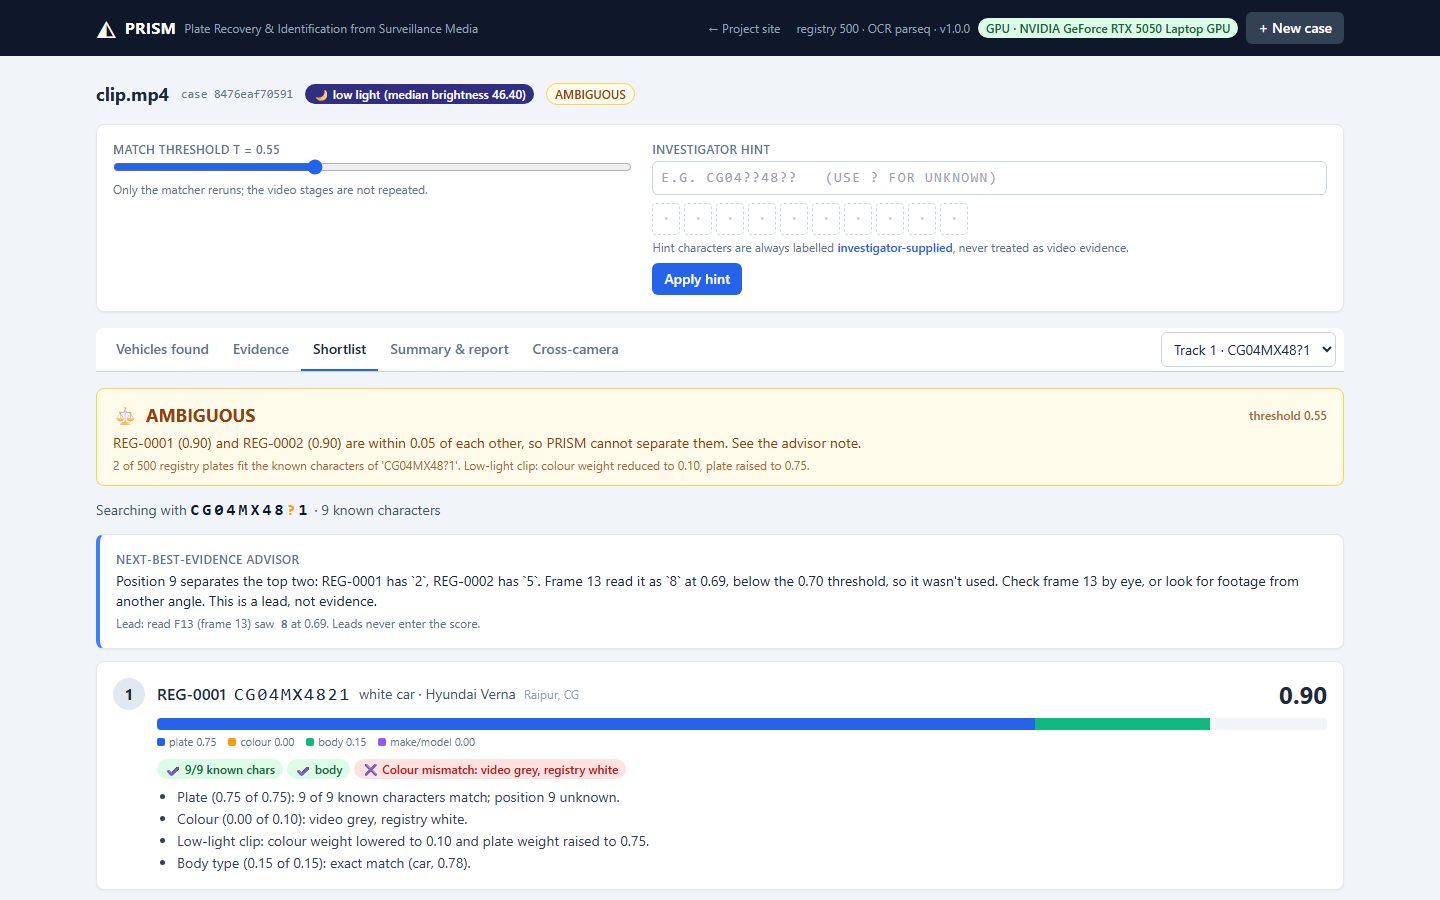 PRISM Plate Recovery & Identification from Surveillance Media
← Project site registry 500 · OCR parseq · v1.0.0 GPU · NVIDIA GeForce RTX 5050 Laptop GPU + New case
clip.mp4 case 8476eaf70591 low light (median brightness 46.40) AMBIGUOUS
MATCH THRESHOLD T = 0.55
Only the matcher reruns; the video stages are not repeated.
INVESTIGATOR HINT
E.G. CG04??48?? (USE ? FOR UNKNOWN)
Hint characters are always labelled investigator-supplied, never treated as video evidence.
Apply hint
Vehicles found Evidence Shortlist Summary & report Cross-camera Track 1 · CG04MX48?1
AMBIGUOUS threshold 0.55
REG-0001 (0.90) and REG-0002 (0.90) are within 0.05 of each other, so PRISM cannot separate them. See the advisor note.
2 of 500 registry plates fit the known characters of 'CG04MX48?1'. Low-light clip: colour weight reduced to 0.10, plate raised to 0.75.
Searching with CG04MX48?1 · 9 known characters
NEXT-BEST-EVIDENCE ADVISOR
Position 9 separates the top two: REG-0001 has `2`, REG-0002 has `5`. Frame 13 read it as `8` at 0.69, below the 0.70 threshold, so it wasn't used. Check frame 13 by eye, or look for footage from
another angle. This is a lead, not evidence.
Lead: read F13 (frame 13) saw 8 at 0.69. Leads never enter the score.
1 REG-0001 CG04MX4821 white car · Hyundai Verna Raipur, CG 0.90
plate 0.75 colour 0.00 body 0.15 make/model 0.00
9/9 known chars body Colour mismatch: video grey, registry white
• Plate (0.75 of 0.75): 9 of 9 known characters match; position 9 unknown.
• Colour (0.00 of 0.10): video grey, registry white.
• Low-light clip: colour weight lowered to 0.10 and plate weight raised to 0.75.
• Body type (0.15 of 0.15): exact match (car, 0.78).